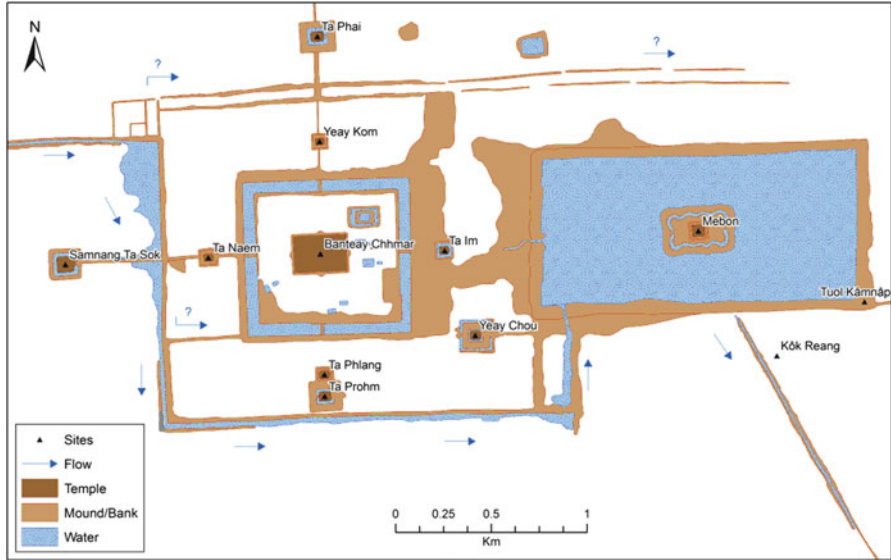 N
Ta Phai
?
?
Yeay Kom
Mebon
Samnang Ta Sok
Ta Naem
Banteay Chhmar
Ta Im
Tuol Kâmnâp
?
Yeay Chou
Kôk Reang
Ta Phlang
Ta Prohm
Sites
Flow
Temple
Mound/Bank
Water
0 0.25 0.5 1
Km